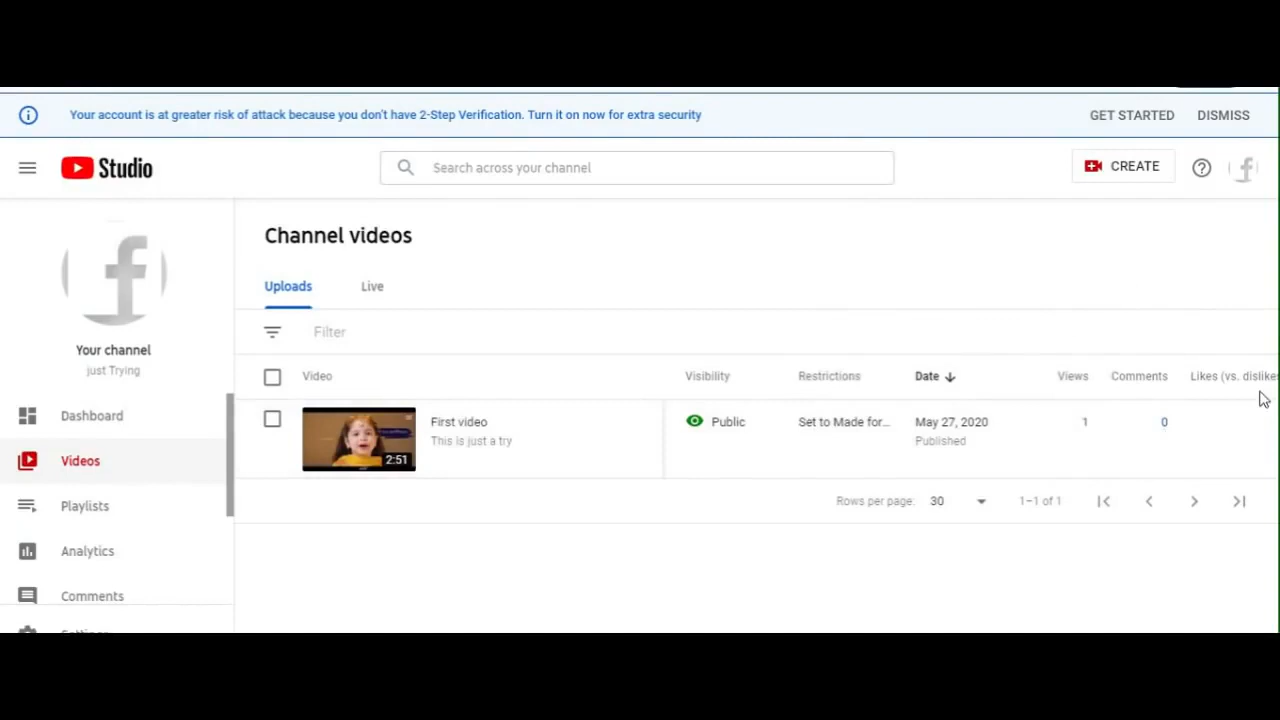 Your account is at greater risk of attack because you don't have 2-Step Verification. Turn it on now for extra security
GET STARTED
DISMISS
Studio
Search across your channel
CREATE
Your channel
just Trying
Dashboard
Videos
Playlists
Analytics
Comments
Channel videos
Uploads
Live
Filter
Video
Visibility
Restrictions
Date
Views
Comments
Likes (vs. dislikes
First video
This is just a try
2:51
Public
Set to Made for...
May 27, 2020
Published
1
0
Rows per page:
30
1–1 of 1